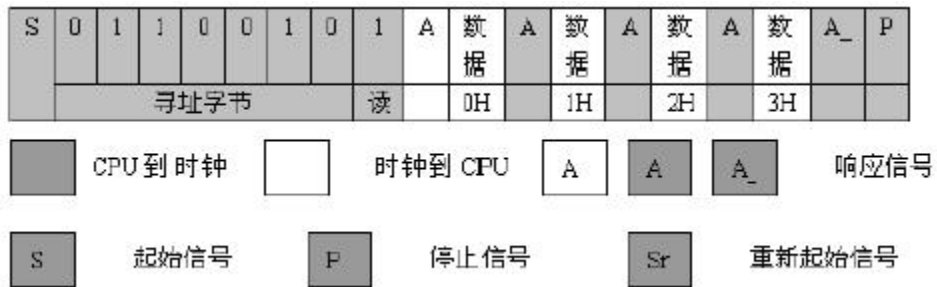 S 0 1 1 0 0 1 0 1 A 数据 A 数据 A 数据 A 数据 A_ P
寻址字节 读 0H 1H 2H 3H
CPU到时钟 时钟到CPU A A A_ 响应信号
S 起始信号 P 停止信号 Sr 重新起始信号